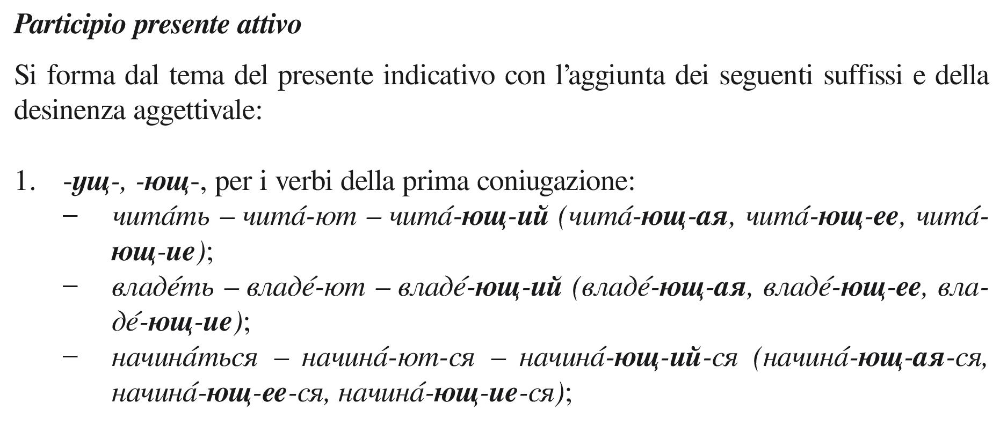 Participio presente attivo
Si forma dal tema del presente indicativo con l’aggiunta dei seguenti suffissi e della
desinenza aggettivale:
1. -ущ-, -ющ-, per i verbi della prima coniugazione:
– чита́ть – чита́-ют – чита́-ющ-ий (чита́-ющ-ая, чита́-ющ-ее, чита́-
ющ-ие);
– владе́ть – владе́-ют – владе́-ющ-ий (владе́-ющ-ая, владе́-ющ-ее, вла-
де́-ющ-ие);
– начина́ться – начина́-ют-ся – начина́-ющ-ий-ся (начина́-ющ-ая-ся,
начина́-ющ-ее-ся, начина́-ющ-ие-ся);